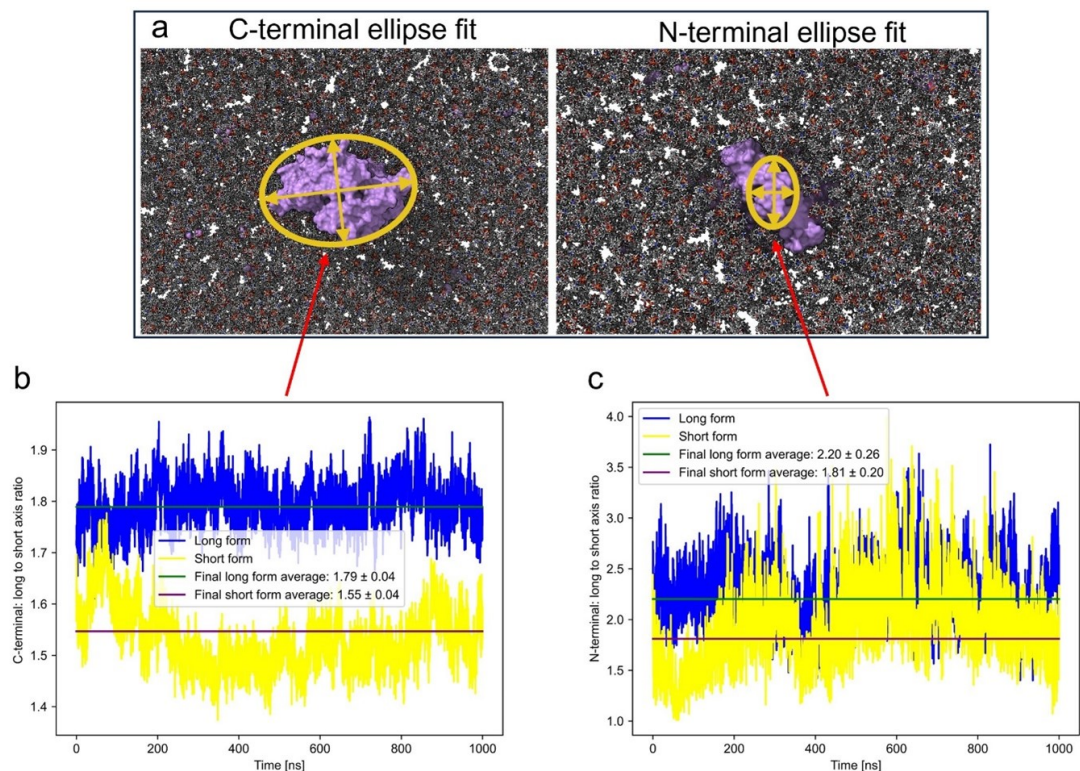 a
C-terminal ellipse fit
N-terminal ellipse fit
b
1.9
1.8
1.7
1.6
1.5
1.4
C-terminal: long to short axis ratio
Long form
Short form
Final long form average: 1.79 ± 0.04
Final short form average: 1.55 ± 0.04
0 200 400 600 800 1000
Time [ns]
c
4.0
3.5
3.0
2.5
2.0
1.5
1.0
N-terminal: long to short axis ratio
Long form
Short form
Final long form average: 2.20 ± 0.26
Final short form average: 1.81 ± 0.20
0 200 400 600 800 1000
Time [ns]